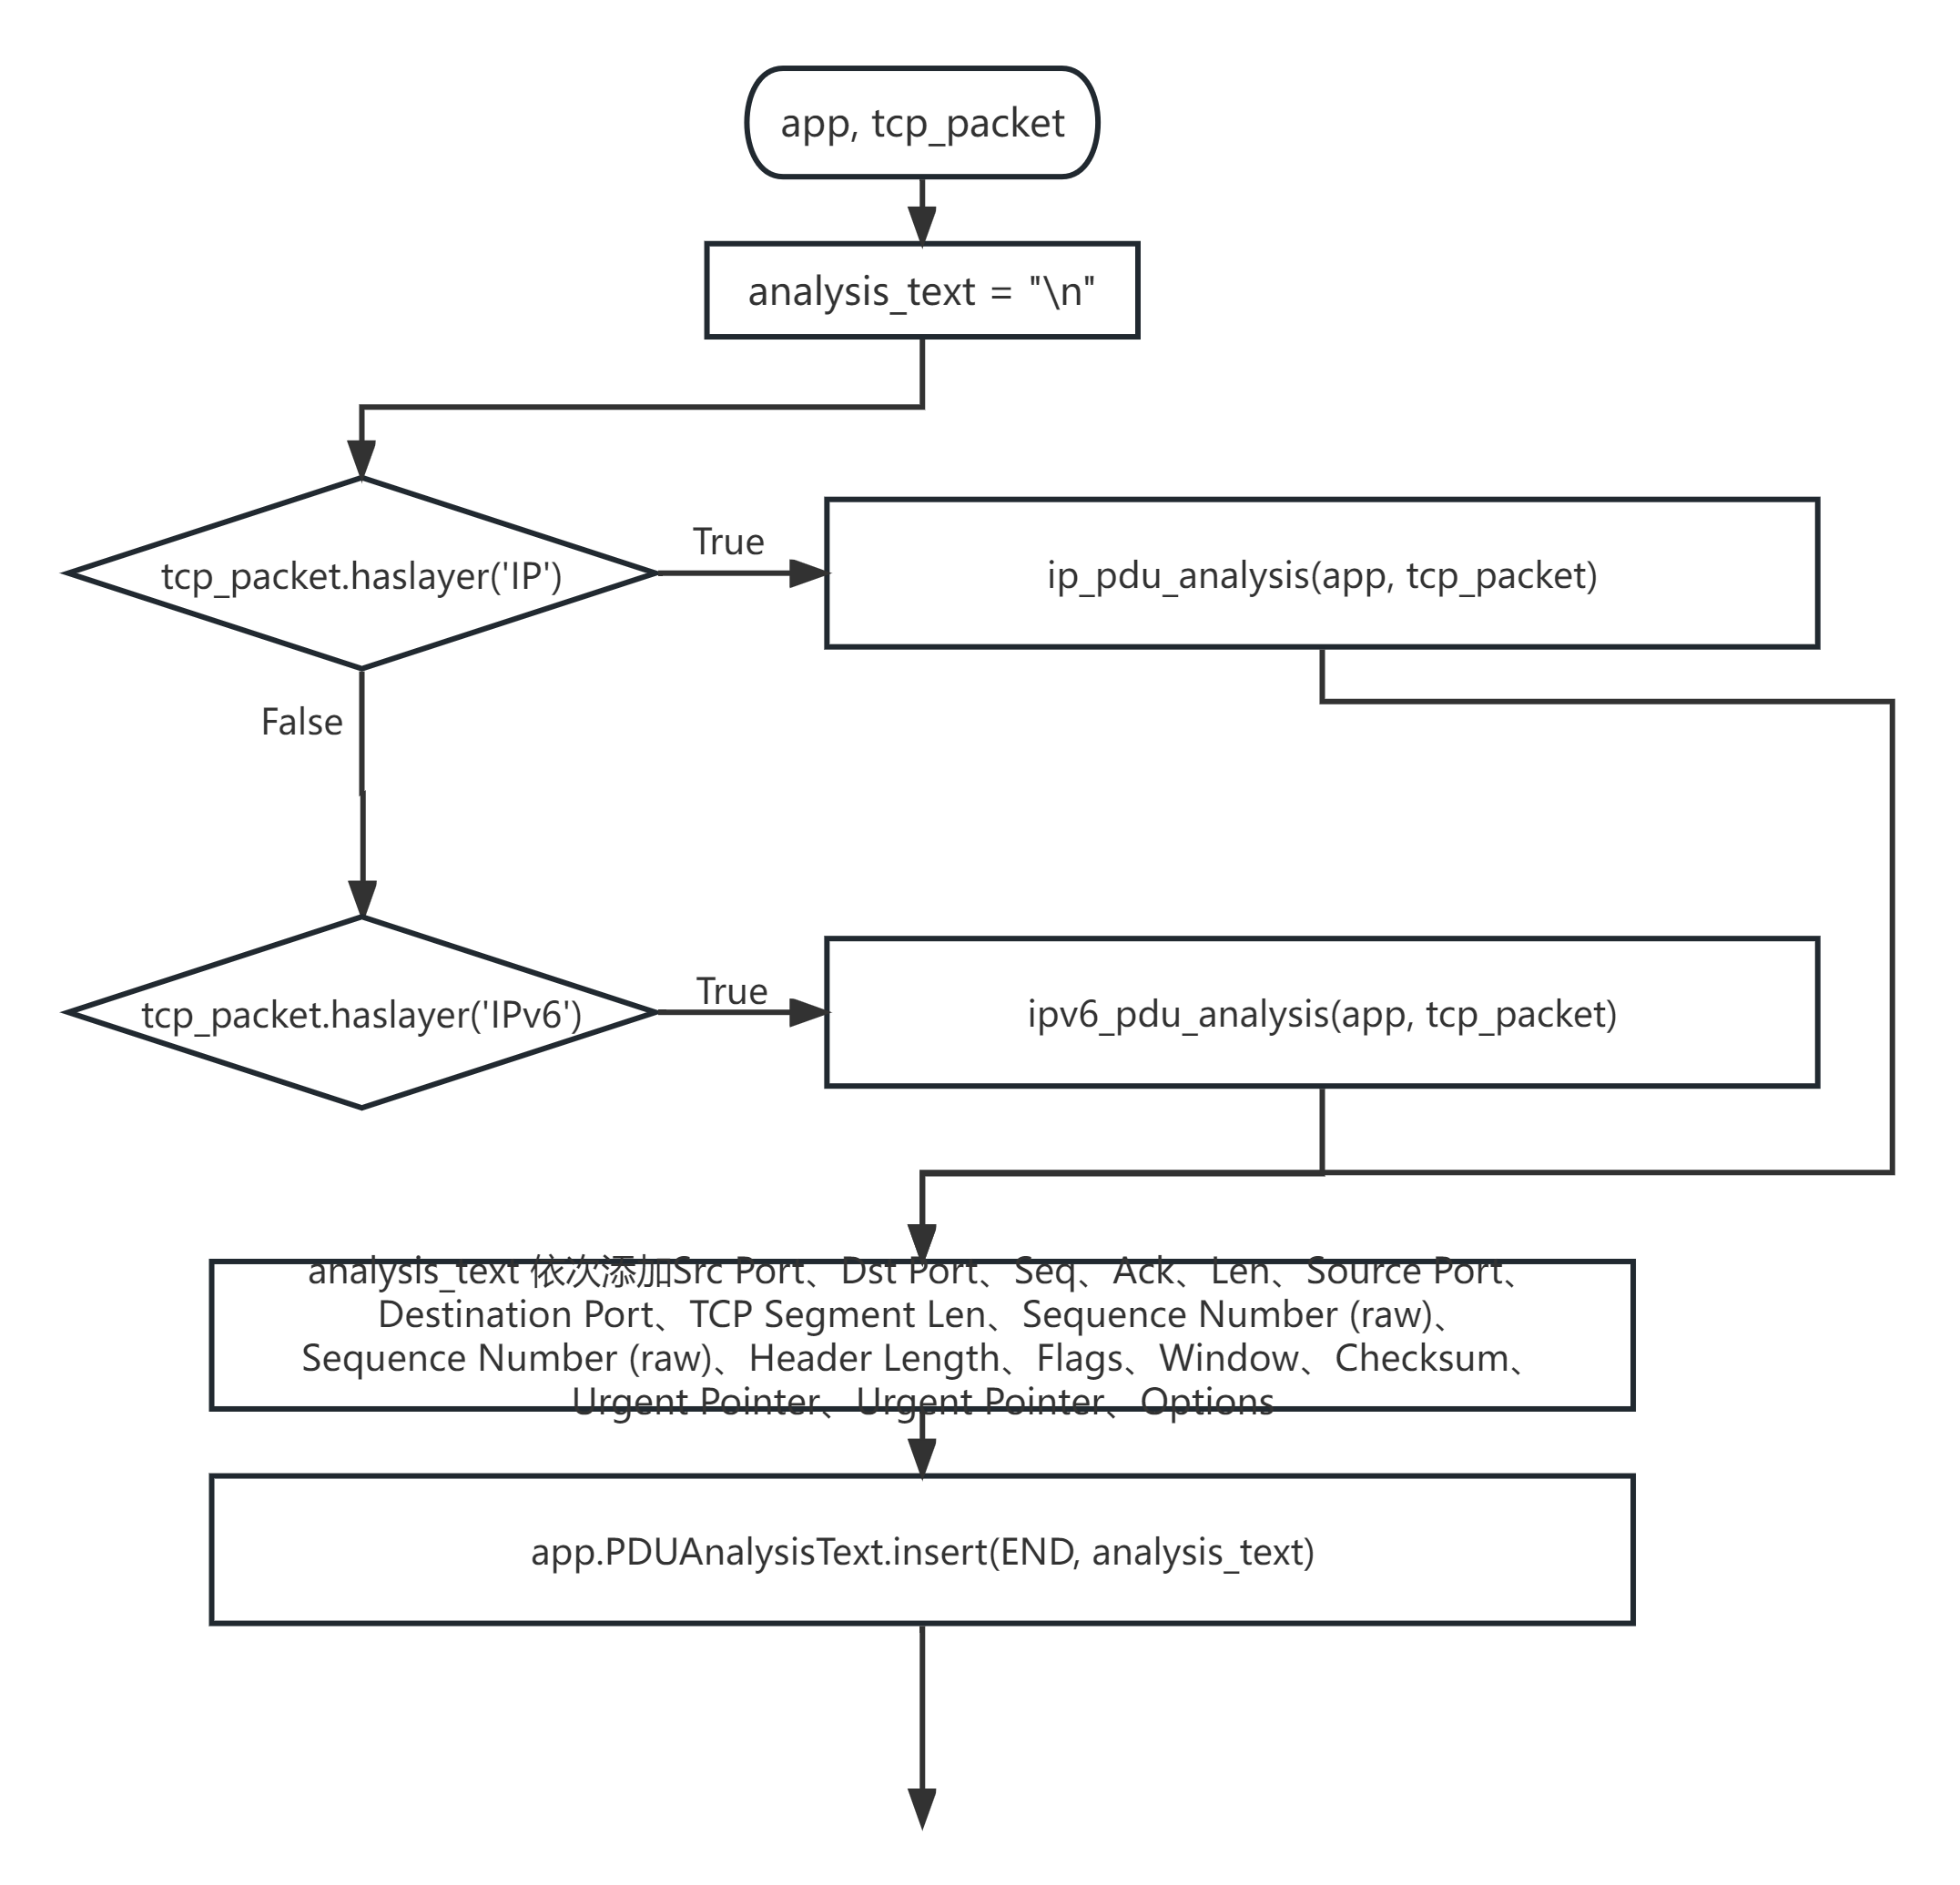 app, tcp_packet
analysis_text = "\n"
tcp_packet.haslayer('IP')
True
ip_pdu_analysis(app, tcp_packet)
False
tcp_packet.haslayer('IPv6')
True
ipv6_pdu_analysis(app, tcp_packet)
analysis_text 依次添加Src Port、Dst Port、Seq、Ack、Len、Source Port、
Destination Port、TCP Segment Len、Sequence Number (raw)、
Sequence Number (raw)、Header Length、Flags、Window、Checksum、
Urgent Pointer、Urgent Pointer、Options
app.PDUAnalysisText.insert(END, analysis_text)